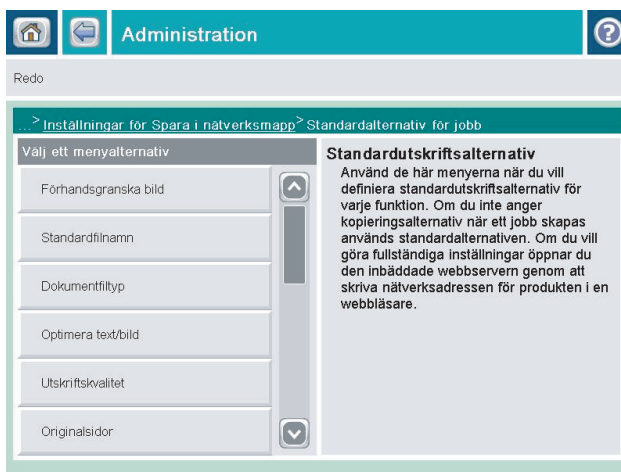 Administration
?
Redo
...> Inställningar för Spara i nätverksmapp> Standardalternativ för jobb
Välj ett menyalternativ
Förhandsgranska bild
Standardfilnamn
Dokumentfiltyp
Optimera text/bild
Utskriftskvalitet
Originalsidor
Standardutskriftsalternativ
Använd de här menyerna när du vill
definiera standardutskriftsalternativ för
varje funktion. Om du inte anger
kopieringsalternativ när ett jobb skapas
används standardalternativen. Om du vill
göra fullständiga inställningar öppnar du
den inbäddade webbservern genom att
skriva nätverksadressen för produkten i en
webbläsare.